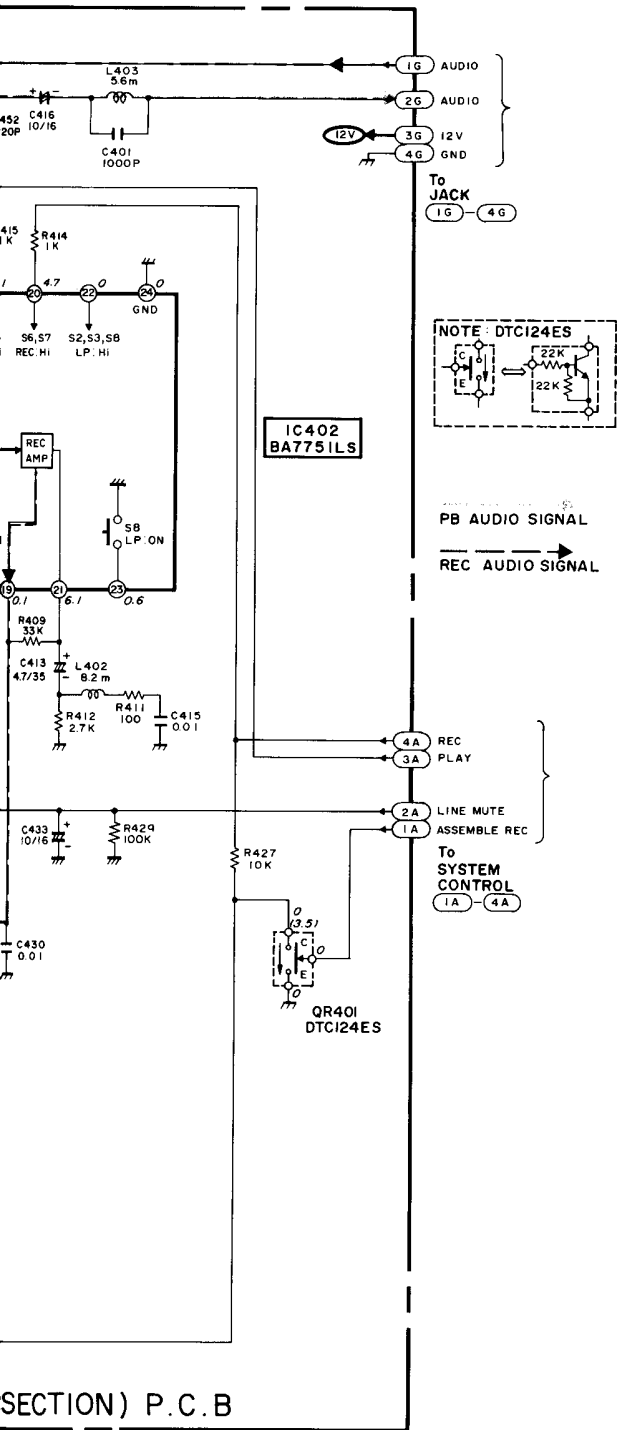 1G AUDIO
L403
5.6m
2G AUDIO
+ -
452 C416
20P 10/16
12V 3G 12V
4G GND
C401
1000P
To
JACK
1G - 4G
415
1K
R414
1K
20 4.7 22 0 24 0
GND
S6,S7 S2,S3,S8
REC:Hi LP:Hi
NOTE : DTC124ES
C 22K
E 22K
IC402
BA7751LS
REC
AMP
S8
LP:ON
PB AUDIO SIGNAL
REC AUDIO SIGNAL
19 0.1 21 6.1 23 0.6
R409
33K
C413 +
4.7/35 -
L402
8.2m
R411
100
C415
0.01
R412
2.7K
4A REC
3A PLAY
2A LINE MUTE
1A ASSEMBLE REC
C433 +
10/16 -
R429
100K
To
SYSTEM
CONTROL
1A - 4A
R427
10K
0
(3.5)
C 0
E
0
C430
0.01
QR401
DTC124ES
SECTION) P.C.B